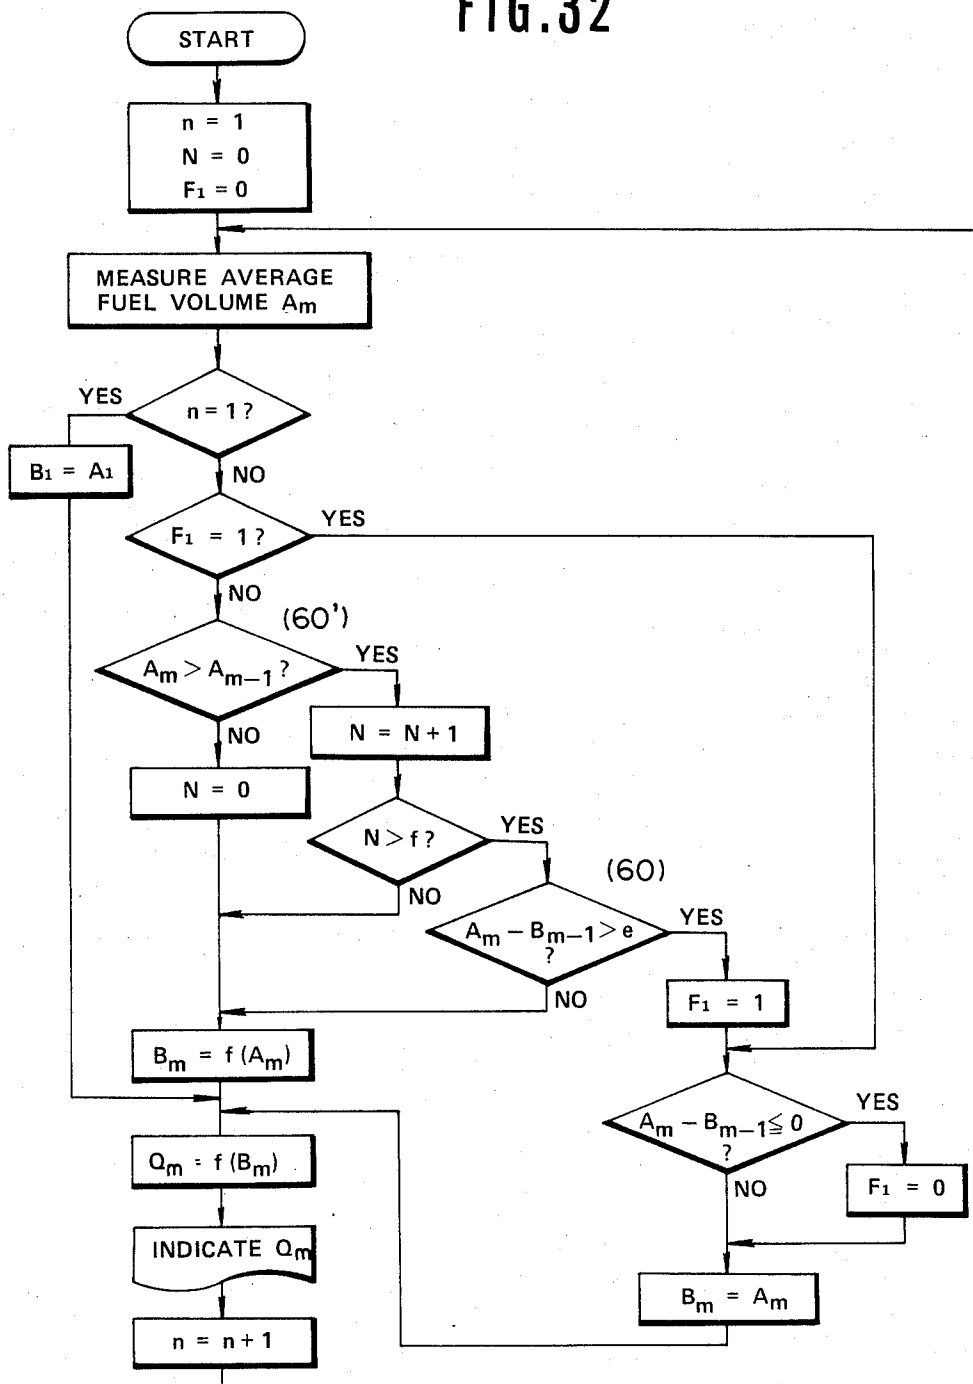 FIG.32
START
n = 1
N = 0
F1 = 0
MEASURE AVERAGE
FUEL VOLUME Am
YES
n = 1 ?
B1 = A1
NO
F1 = 1 ?
YES
NO
(60')
Am > Am-1 ?
YES
NO
N = N + 1
N = 0
N > f ?
YES
NO
(60)
Am - Bm-1 > e
?
YES
NO
F1 = 1
Bm = f (Am)
Am - Bm-1 ≦ 0
?
YES
NO
Qm = f (Bm)
F1 = 0
INDICATE Qm
Bm = Am
n = n + 1